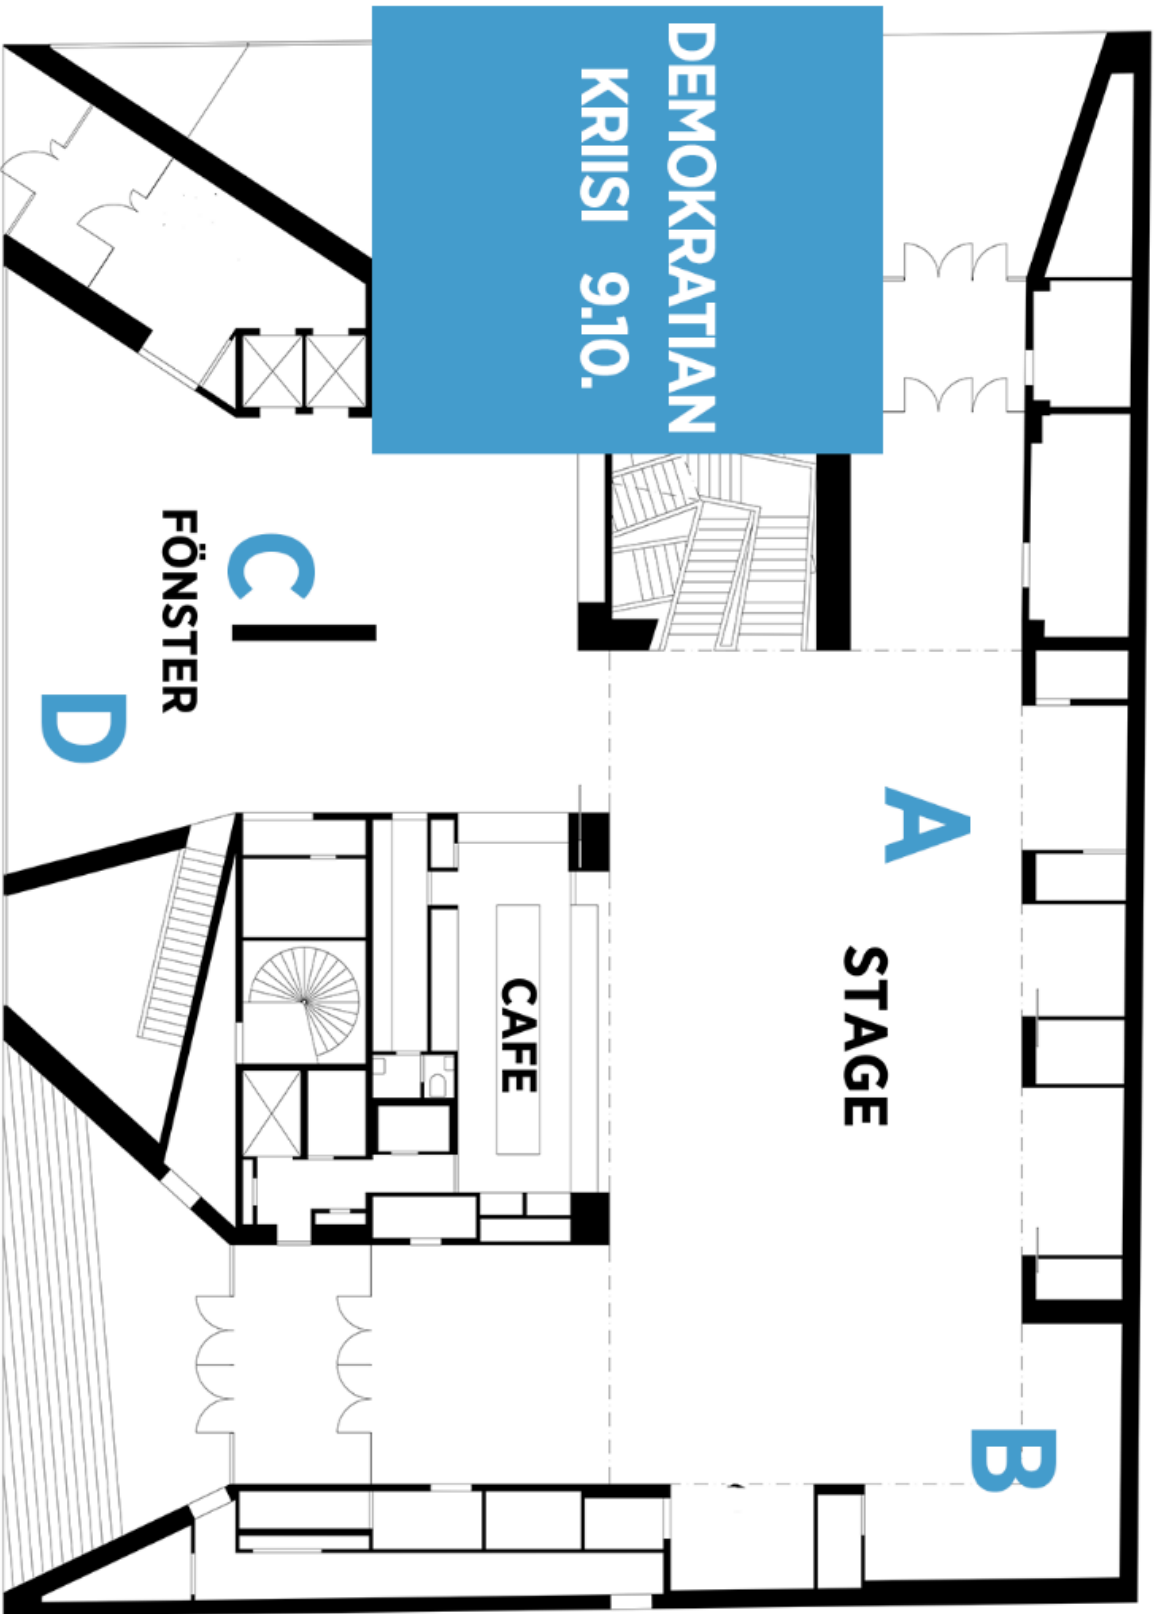 DEMOKRATIAN
KRIISI 9.10.
A
STAGE
B
CAFE
C
FÖNSTER
D